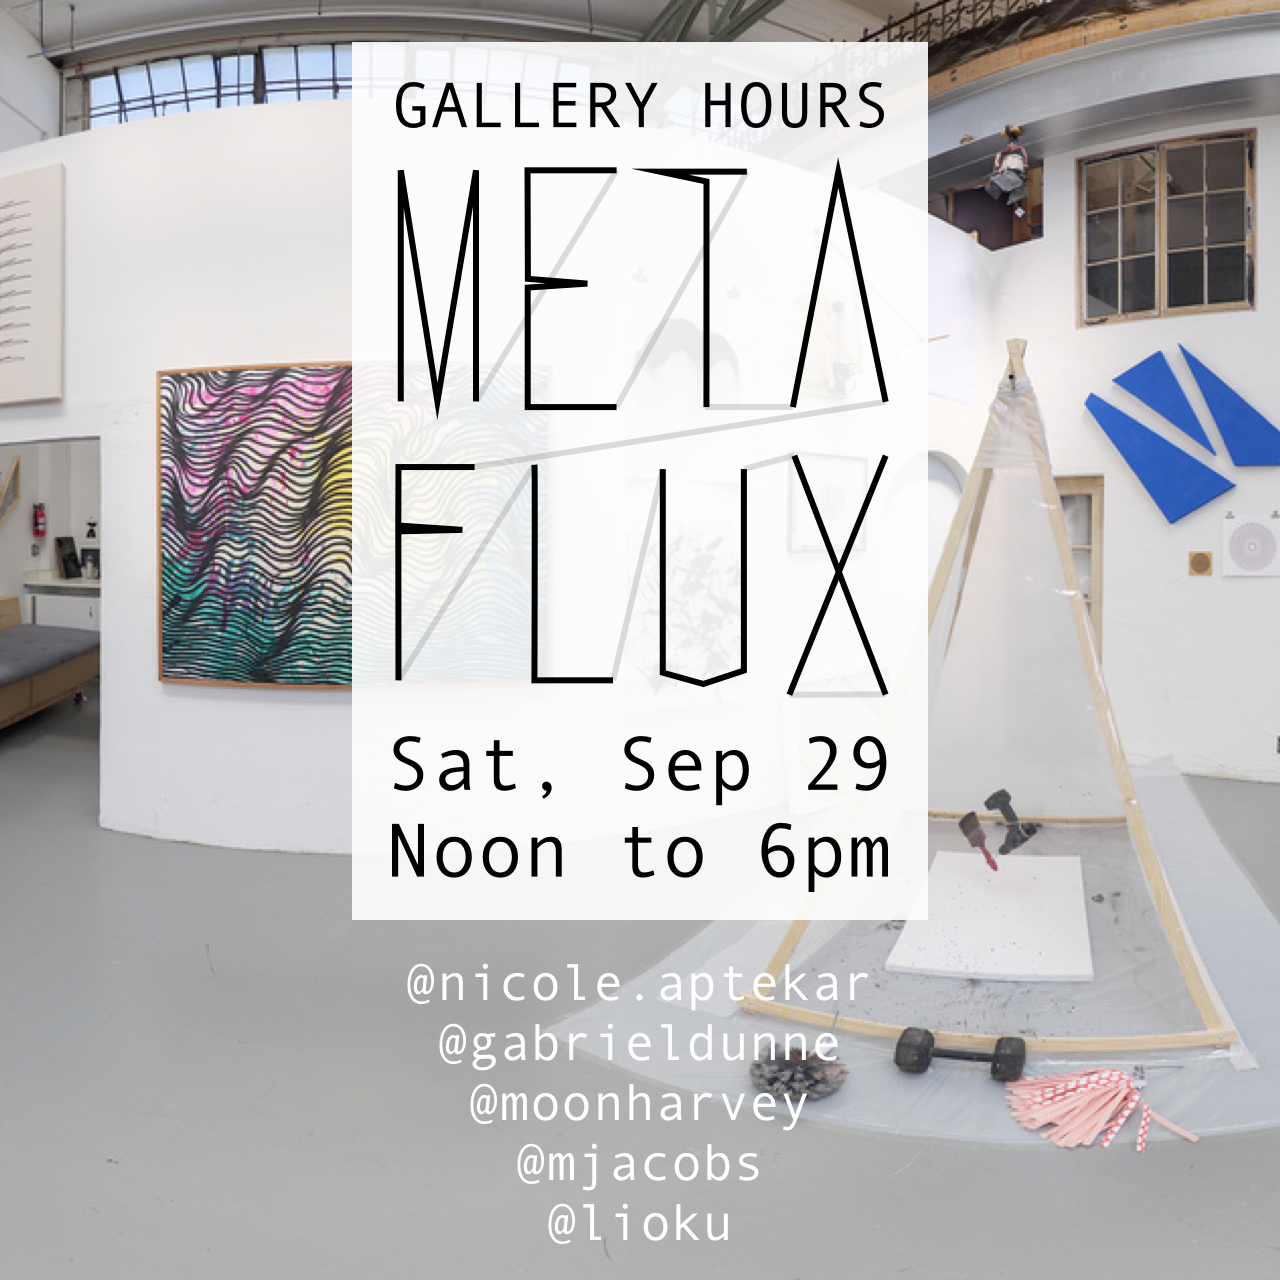 GALLERY HOURS
META
FLUX
Sat, Sep 29
Noon to 6pm
@nicole.aptekar
@gabrieldunne
@moonharvey
@mjacobs
@lioku